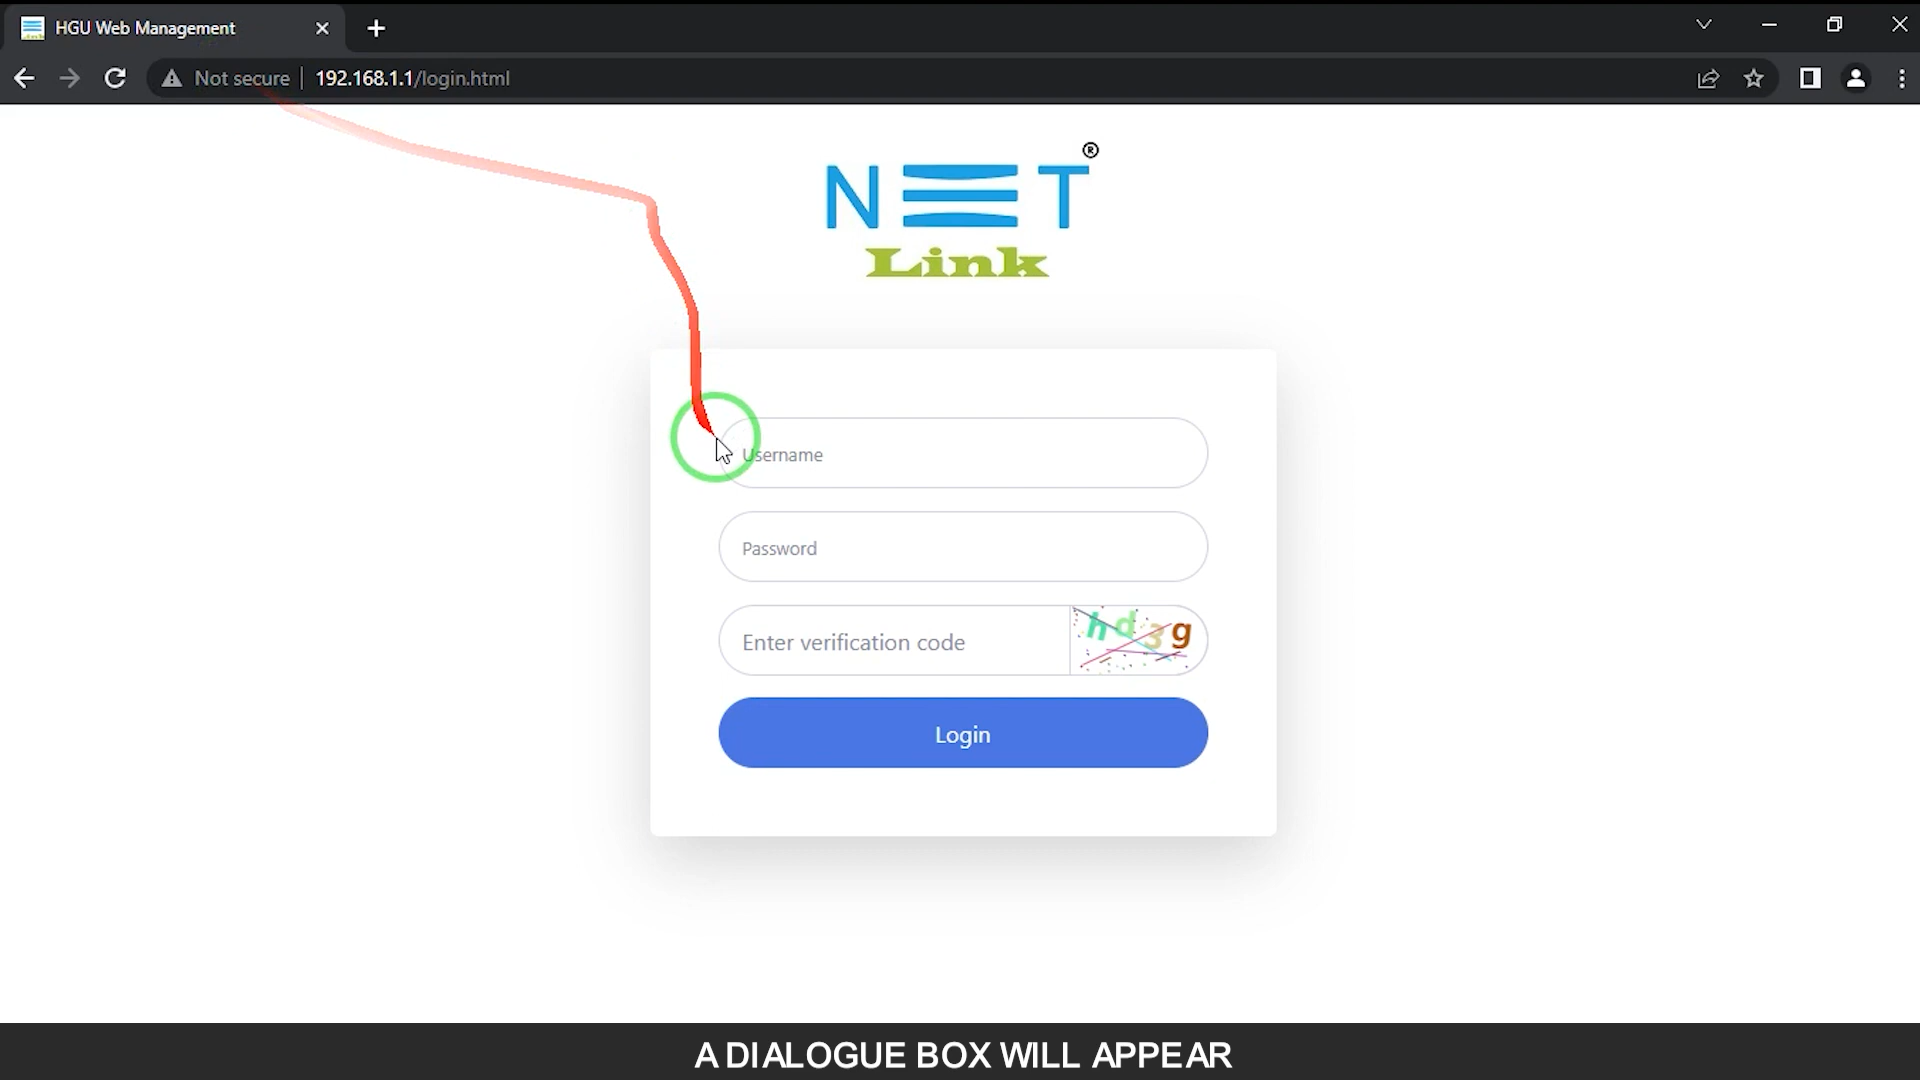 HGU Web Management
Not secure 192.168.1.1/login.html
N T ®
Link
Username
Password
Enter verification code hd3g
Login
A DIALOGUE BOX WILL APPEAR